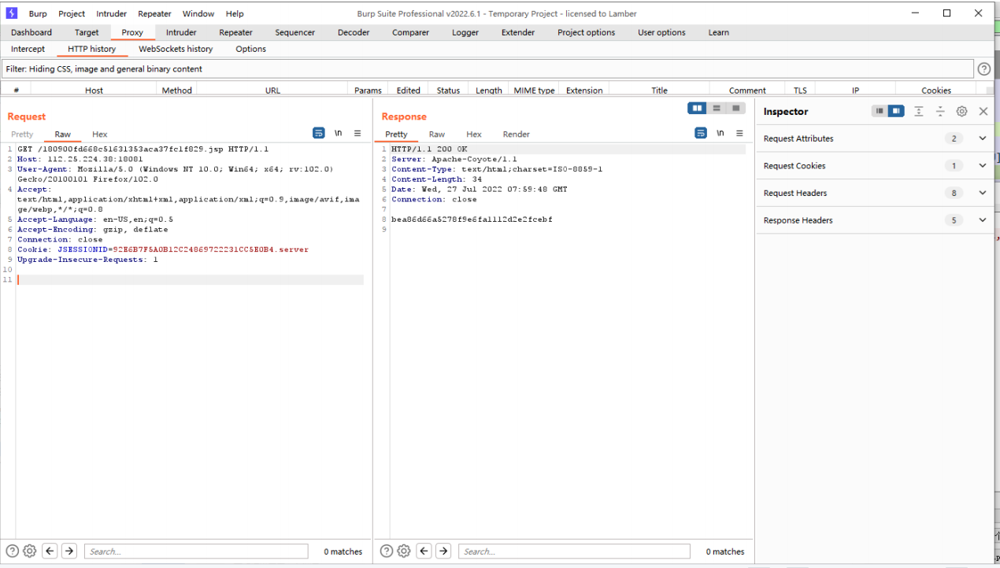 Burp Project Intruder Repeater Window Help Burp Suite Professional v2022.6.1 - Temporary Project - licensed to Lamber
Dashboard Target Proxy Intruder Repeater Sequencer Decoder Comparer Logger Extender Project options User options Learn
Intercept HTTP history WebSockets history Options
Filter: Hiding CSS, image and general binary content
# Host Method URL Params Edited Status Length MIME type Extension Title Comment TLS IP Cookies
Request
Pretty Raw Hex \n
1 GET /180900fd668c51631353aca37fc1f829.jsp HTTP/1.1
2 Host: 112.25.224.38:18081
3 User-Agent: Mozilla/5.0 (Windows NT 10.0; Win64; x64; rv:102.0)
Gecko/20100101 Firefox/102.0
4 Accept:
text/html,application/xhtml+xml,application/xml;q=0.9,image/avif,ima
ge/webp,*/*;q=0.8
5 Accept-Language: en-US,en;q=0.5
6 Accept-Encoding: gzip, deflate
7 Connection: close
8 Cookie: JSESSIONID=92E6B7F5A0B12C24869722231CC5E0B4.server
9 Upgrade-Insecure-Requests: 1
10
11
Search... 0 matches
Response
Pretty Raw Hex Render \n
1 HTTP/1.1 200 OK
2 Server: Apache-Coyote/1.1
3 Content-Type: text/html;charset=ISO-8859-1
4 Content-Length: 34
5 Date: Wed, 27 Jul 2022 07:59:48 GMT
6 Connection: close
7
8 bea86d66a5278f9e6fa1112d2e2fcebf
9
Search... 0 matches
Inspector
Request Attributes 2
Request Cookies 1
Request Headers 8
Response Headers 5